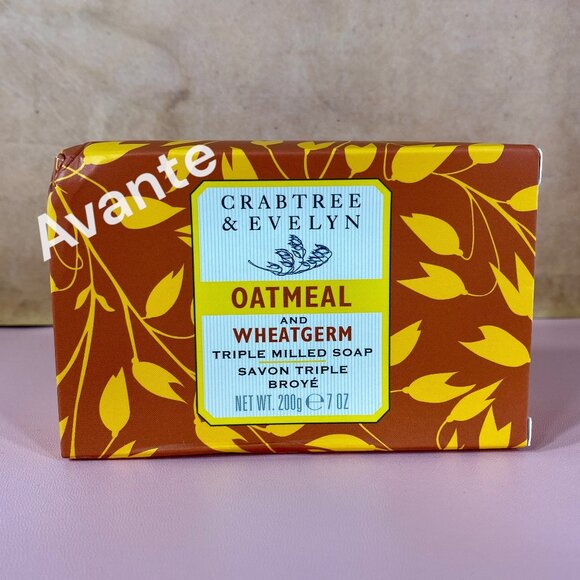 Avante
CRABTREE
& EVELYN
OATMEAL
AND
WHEATGERM
TRIPLE MILLED SOAP
SAVON TRIPLE
BROYÉ
NET WT. 200g ℮ 7 OZ